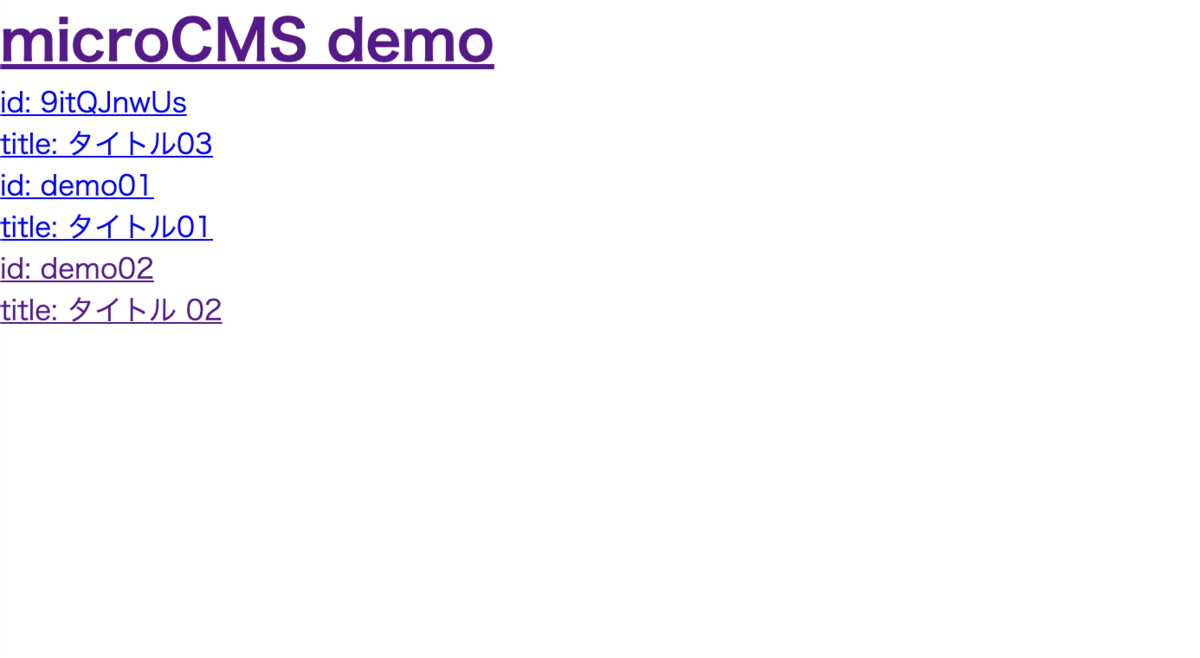 microCMS demo
id: 9itQJnwUs
title: タイトル03
id: demo01
title: タイトル01
id: demo02
title: タイトル 02